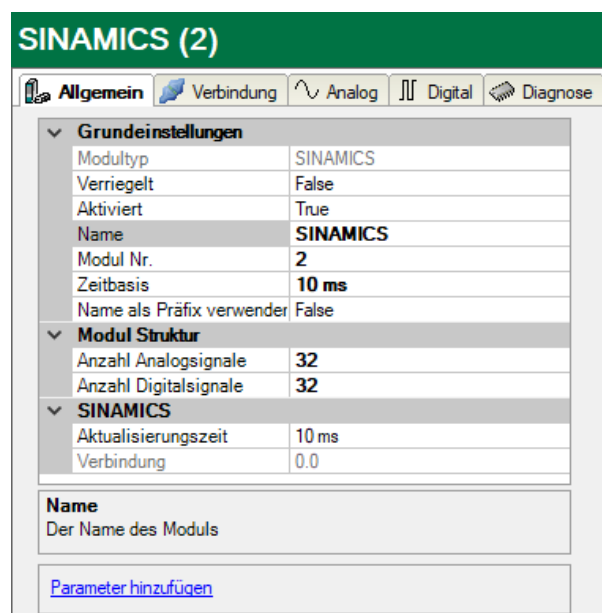 SINAMICS (2)
Allgemein Verbindung Analog Digital Diagnose
Grundeinstellungen
Modultyp SINAMICS
Verriegelt False
Aktiviert True
Name SINAMICS
Modul Nr. 2
Zeitbasis 10 ms
Name als Präfix verwender False
Modul Struktur
Anzahl Analogsignale 32
Anzahl Digitalsignale 32
SINAMICS
Aktualisierungszeit 10 ms
Verbindung 0.0
Name
Der Name des Moduls
Parameter hinzufügen